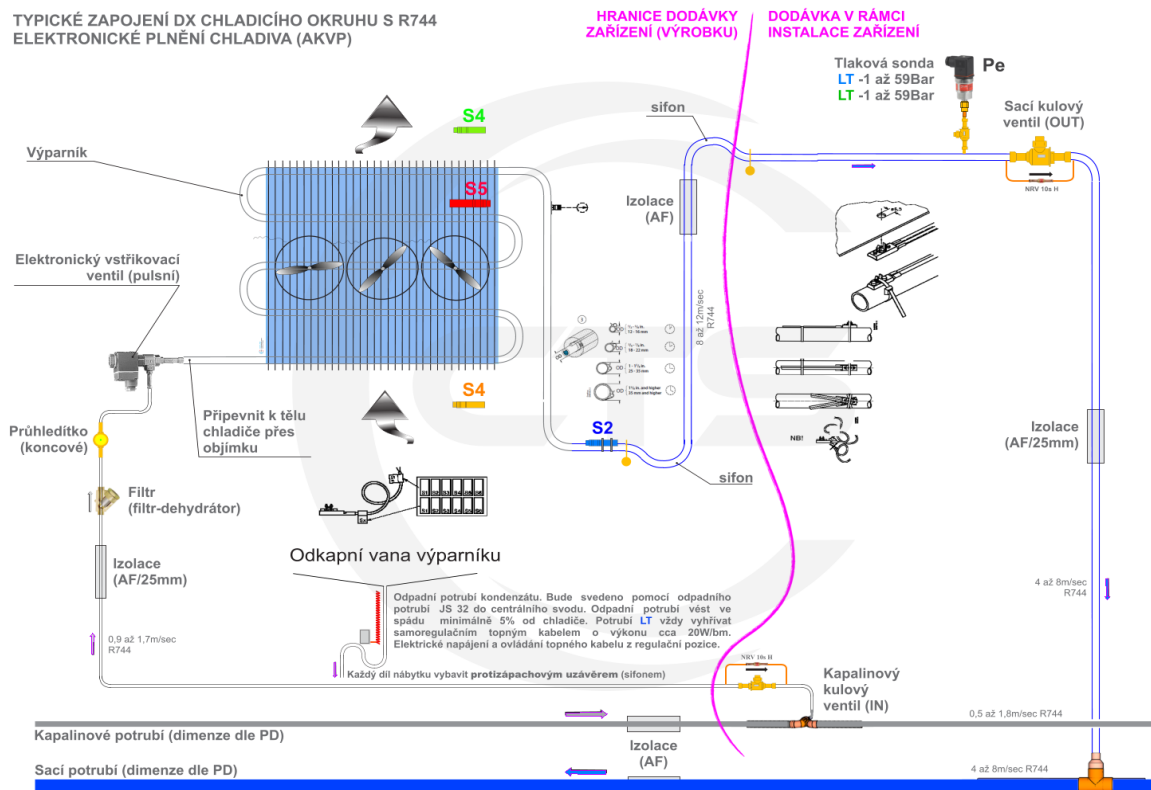 TYPICKÉ ZAPOJENÍ DX CHLADICÍHO OKRUHU S R744
ELEKTRONICKÉ PLNĚNÍ CHLADIVA (AKVP)
HRANICE DODÁVKY
ZAŘÍZENÍ (VÝROBKU)
DODÁVKA V RÁMCI
INSTALACE ZAŘÍZENÍ
Tlaková sonda
LT -1 až 59Bar
LT -1 až 59Bar
Pe
Sací kulový
ventil (OUT)
NRV 10s H
sifon
S4
Výparník
S5
Izolace
(AF)
Elektronický vstřikovací
ventil (pulsní)
8 až 12m/sec
R744
S4
Připevnit k tělu
chladiče přes
objímku
Průhledítko
(koncové)
S2
sifon
NB!
Izolace
(AF/25mm)
Filtr
(filtr-dehydrátor)
Izolace
(AF/25mm)
Odkapní vana výparníku
Odpadní potrubí kondenzátu. Bude svedeno pomocí odpadního
potrubí JS 32 do centrálního svodu. Odpadní potrubí vést ve
spádu minimálně 5% od chladiče. Potrubí LT vždy vyhřívat
samoregulačním topným kabelem o výkonu cca 20W/bm.
Elektrické napájení a ovládání topného kabelu z regulační pozice.
Každý díl nábytku vybavit protizápachovým uzávěrem (sifonem)
4 až 8m/sec
R744
0,9 až 1,7m/sec
R744
NRV 10s H
Kapalinový
kulový
ventil (IN)
0,5 až 1,8m/sec R744
Kapalinové potrubí (dimenze dle PD)
Izolace
(AF)
Sací potrubí (dimenze dle PD)
4 až 8m/sec R744